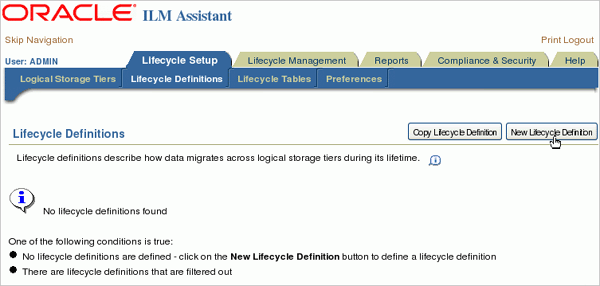 ORACLE ILM Assistant
Skip Navigation Print Logout
User: ADMIN Lifecycle Setup Lifecycle Management Reports Compliance & Security Help
Logical Storage Tiers Lifecycle Definitions Lifecycle Tables Preferences
Lifecycle Definitions Copy Lifecycle Definition New Lifecycle Definition
Lifecycle definitions describe how data migrates across logical storage tiers during its lifetime.
No lifecycle definitions found
One of the following conditions is true:
No lifecycle definitions are defined - click on the New Lifecycle Definition button to define a lifecycle definition
There are lifecycle definitions that are filtered out